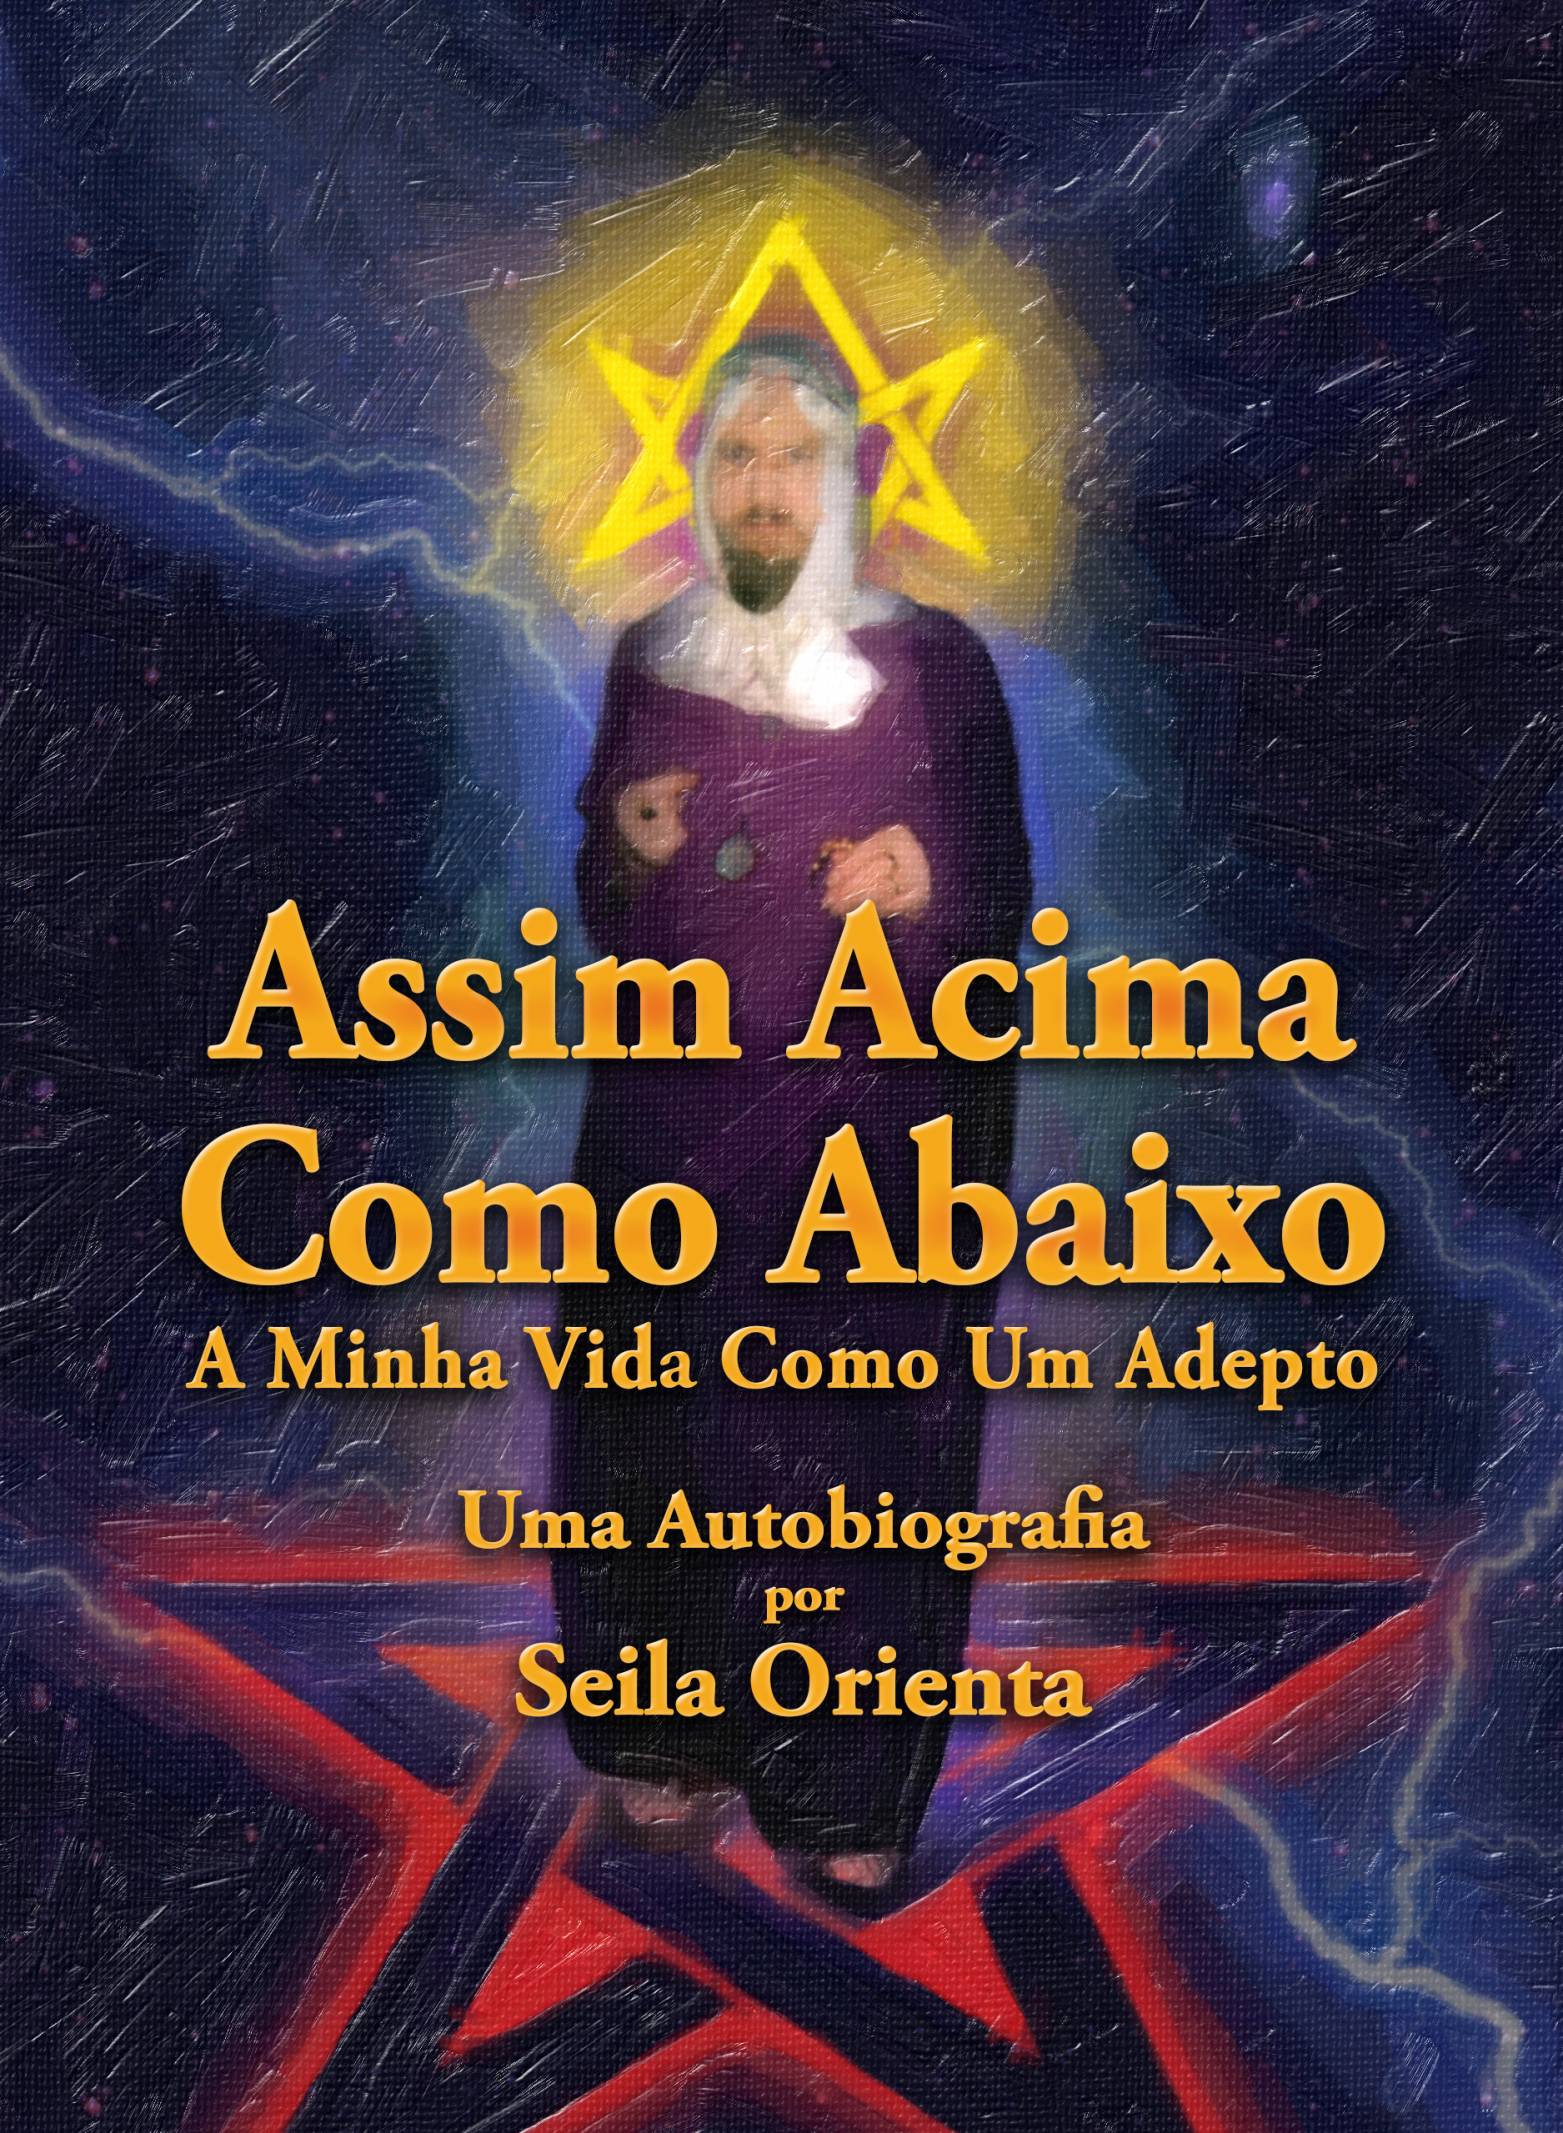 Assim Acima
Como Abaixo
A Minha Vida Como Um Adepto
Uma Autobiografia
por
Seila Orienta